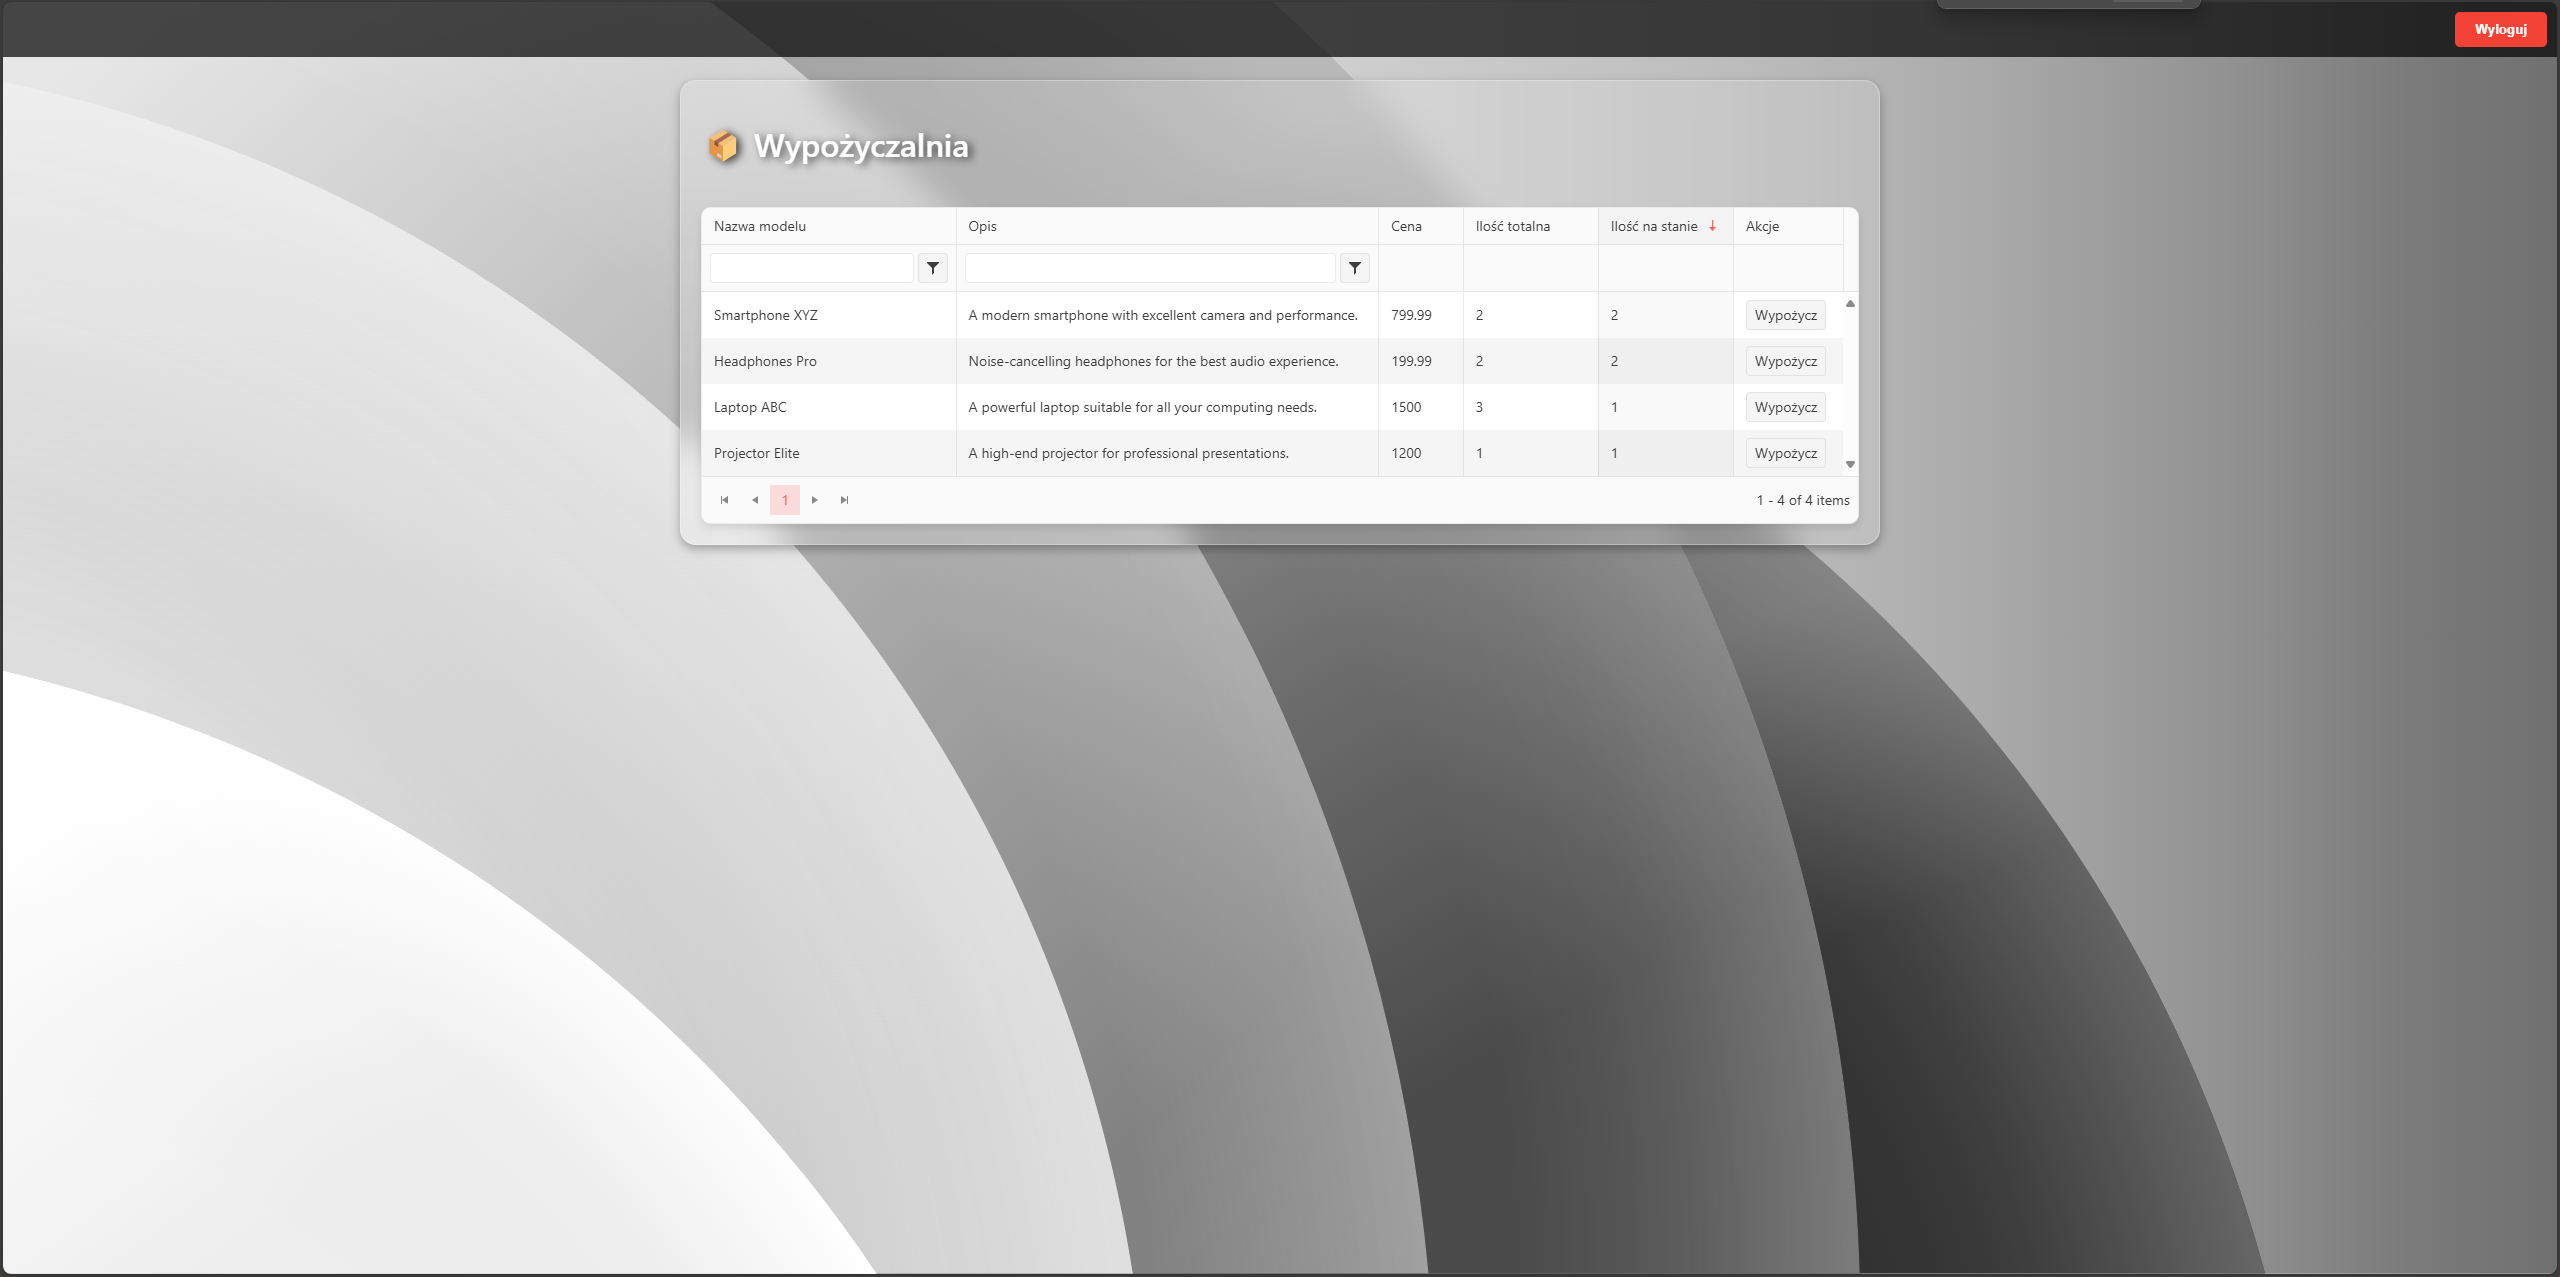 Wyloguj
📦 Wypożyczalnia
Nazwa modelu Opis Cena Ilość totalna Ilość na stanie ↓ Akcje
Smartphone XYZ A modern smartphone with excellent camera and performance. 799.99 2 2 Wypożycz
Headphones Pro Noise-cancelling headphones for the best audio experience. 199.99 2 2 Wypożycz
Laptop ABC A powerful laptop suitable for all your computing needs. 1500 3 1 Wypożycz
Projector Elite A high-end projector for professional presentations. 1200 1 1 Wypożycz
1 1 - 4 of 4 items